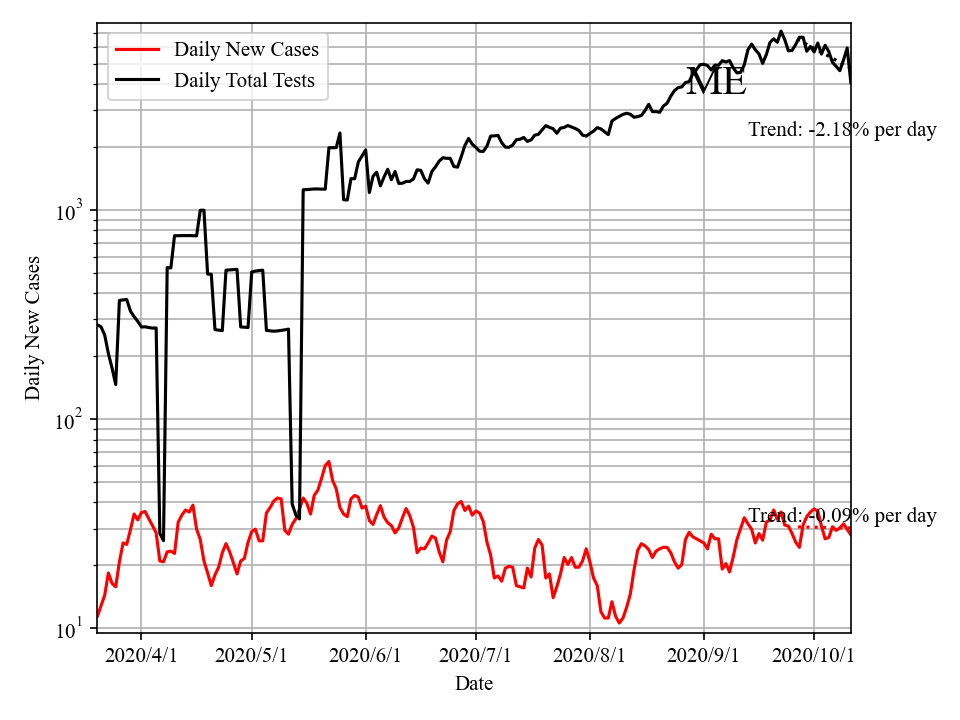 Daily New Cases
Daily Total Tests
ME
Trend: -2.18% per day
Trend: -0.09% per day
10³
10²
10¹
Daily New Cases
2020/4/1 2020/5/1 2020/6/1 2020/7/1 2020/8/1 2020/9/1 2020/10/1
Date